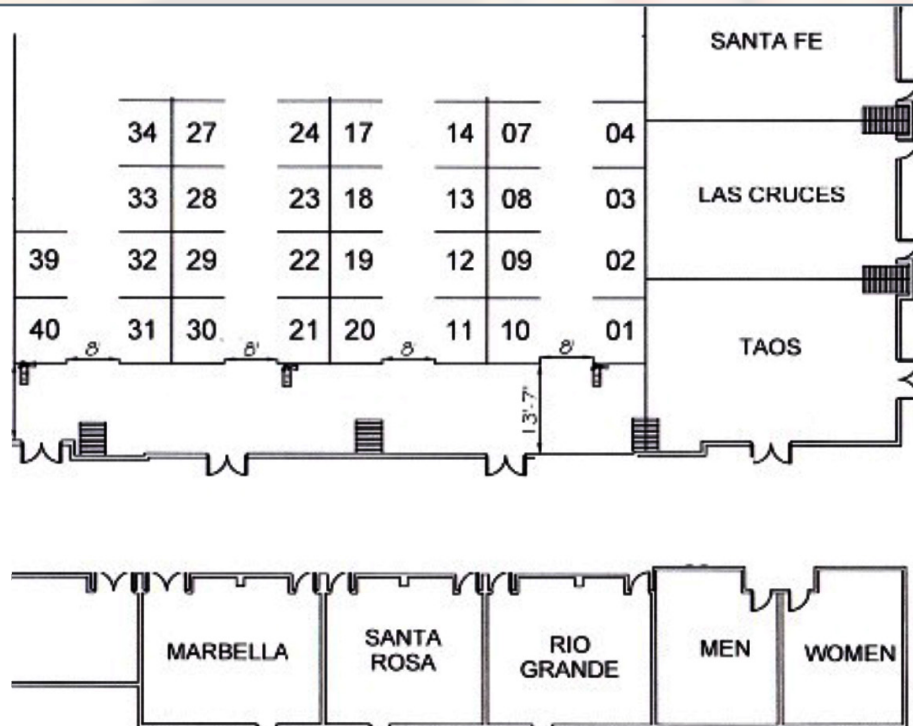 SANTA FE
34 27 24 17 14 07 04
33 28 23 18 13 08 03
LAS CRUCES
39 32 29 22 19 12 09 02
40 31 30 21 20 11 10 01
8' 8' 8' 8'
TAOS
13'-7"
MARBELLA
SANTA
ROSA
RIO
GRANDE
MEN
WOMEN